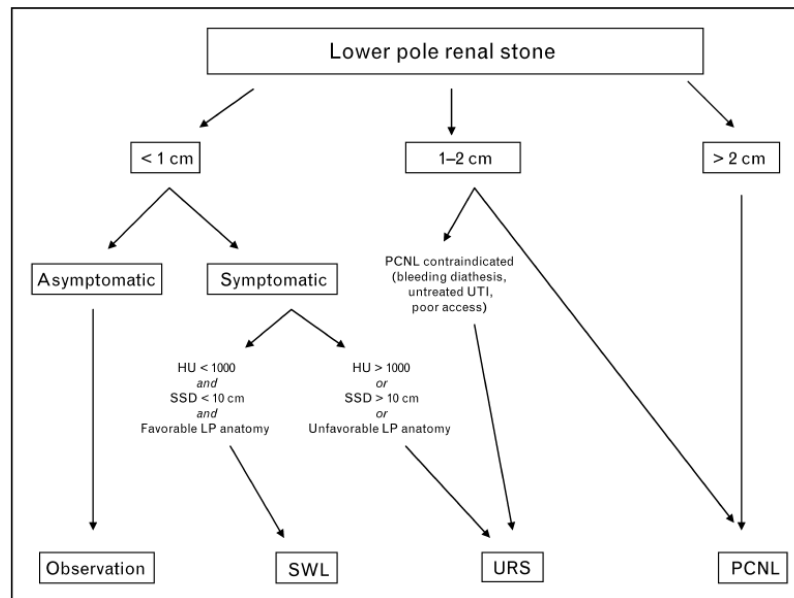 Lower pole renal stone
< 1 cm
1–2 cm
> 2 cm
Asymptomatic
Symptomatic
PCNL contraindicated
(bleeding diathesis,
untreated UTI,
poor access)
HU < 1000
and
SSD < 10 cm
and
Favorable LP anatomy
HU > 1000
or
SSD > 10 cm
or
Unfavorable LP anatomy
Observation
SWL
URS
PCNL